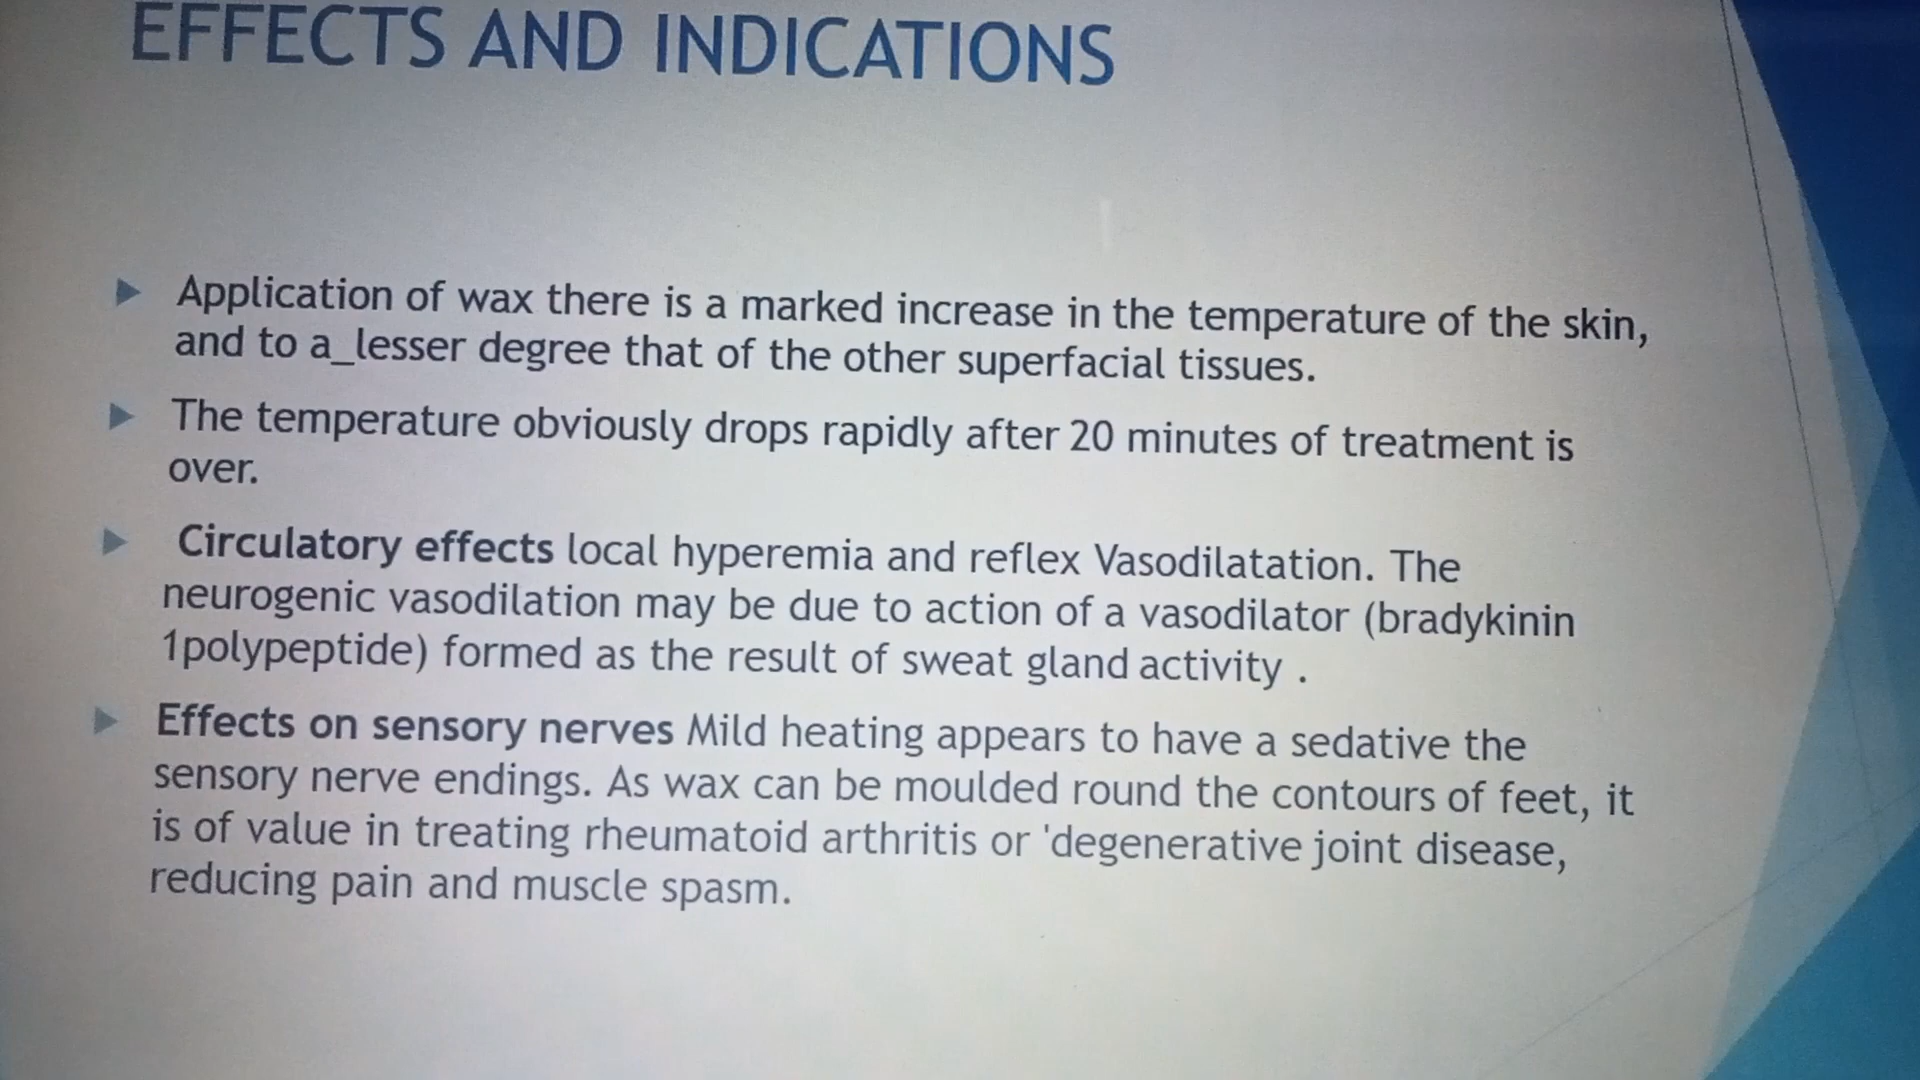 EFFECTS AND INDICATIONS
Application of wax there is a marked increase in the temperature of the skin,
and to a_lesser degree that of the other superfacial tissues.
The temperature obviously drops rapidly after 20 minutes of treatment is
over.
Circulatory effects local hyperemia and reflex Vasodilatation. The
neurogenic vasodilation may be due to action of a vasodilator (bradykinin
1polypeptide) formed as the result of sweat gland activity .
Effects on sensory nerves Mild heating appears to have a sedative the
sensory nerve endings. As wax can be moulded round the contours of feet, it
is of value in treating rheumatoid arthritis or 'degenerative joint disease,
reducing pain and muscle spasm.